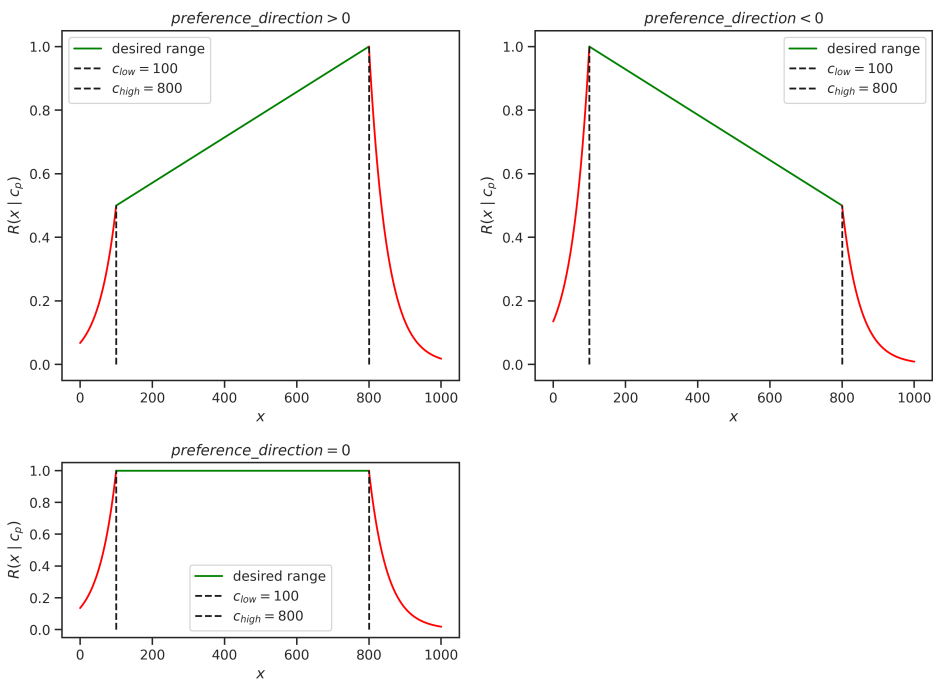 preference_direction > 0
1.0
0.8
0.6
0.4
0.2
0.0
R(x | c_p)
desired range
c_low = 100
c_high = 800
0 200 400 600 800 1000
x
preference_direction < 0
1.0
0.8
0.6
0.4
0.2
0.0
R(x | c_p)
desired range
c_low = 100
c_high = 800
0 200 400 600 800 1000
x
preference_direction = 0
1.0
0.8
0.6
0.4
0.2
0.0
R(x | c_p)
desired range
c_low = 100
c_high = 800
0 200 400 600 800 1000
x